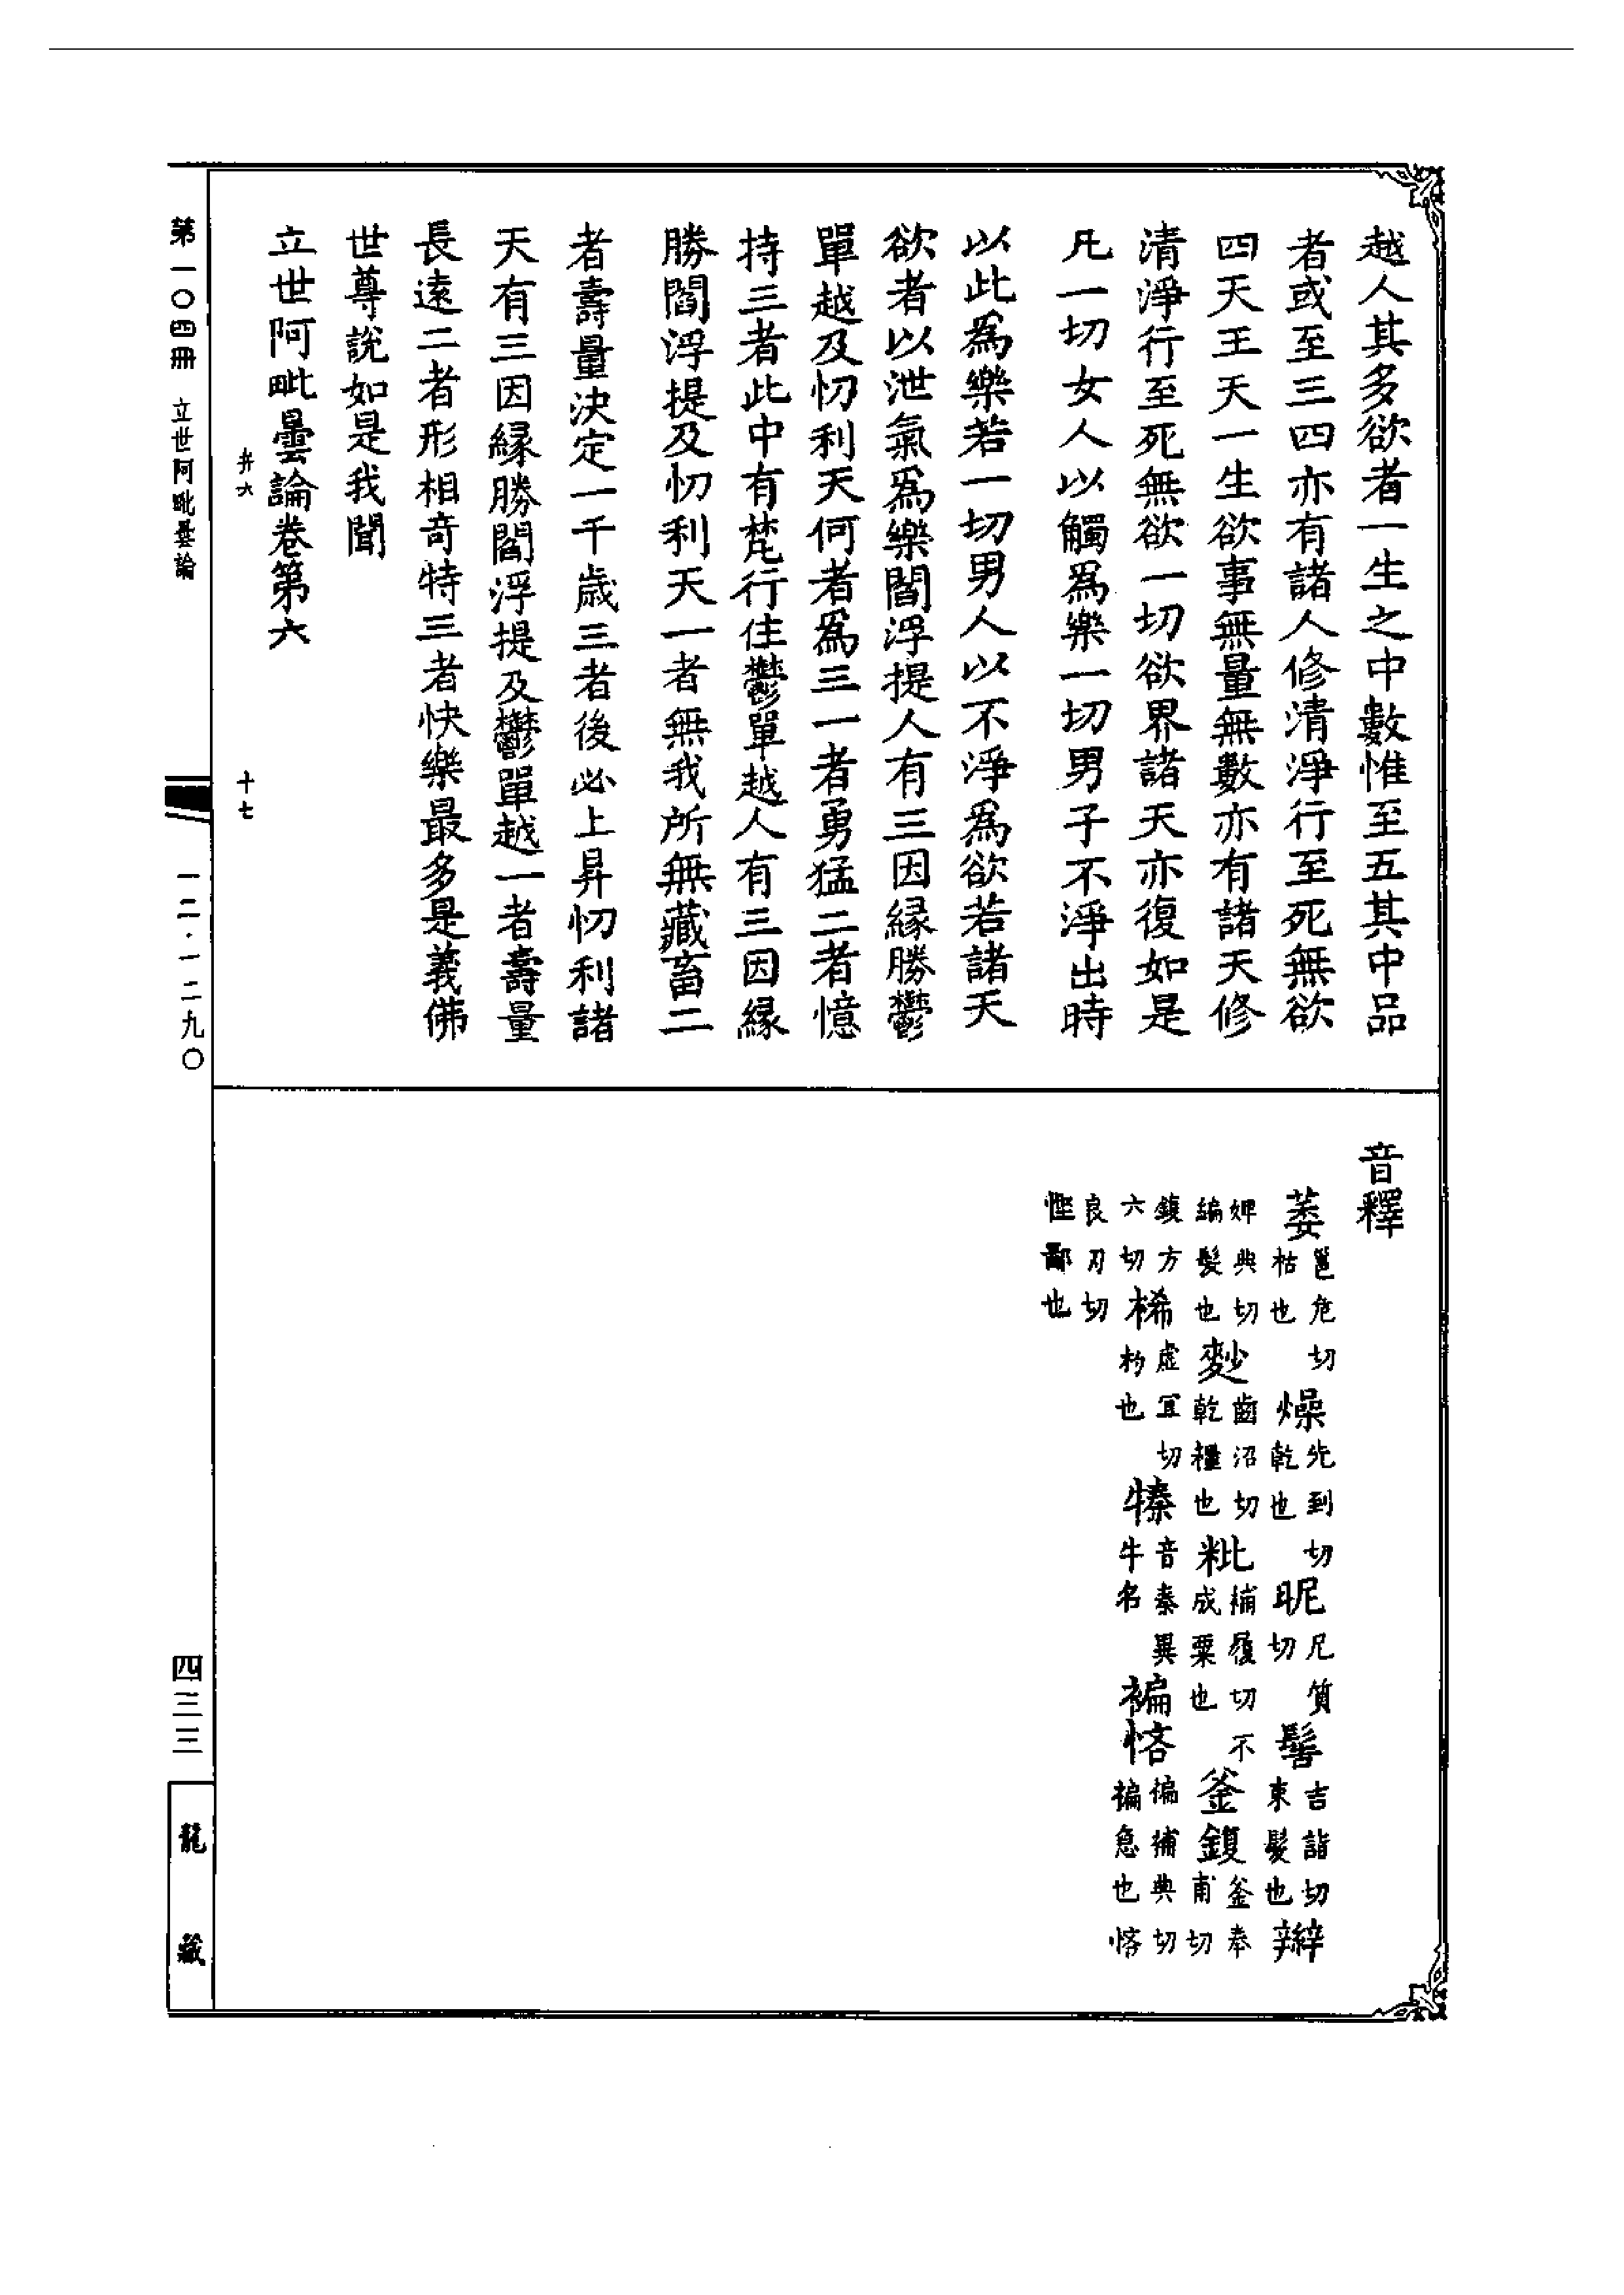 越人其多欲者一生之中數惟至五其中品
者或至三四亦有諸人修清淨行至死無欲
四天王天一生欲事無量無數亦有諸天修
清淨行至死無欲一切欲界諸天亦復如是
凡一切女人以觸爲樂一切男子不淨出時
以此爲樂若一切男人以不淨爲欲若諸天
欲者以泄氣爲樂閻浮提人有三因緣勝鬱
單越及忉利天何者爲三一者勇猛二者憶
持三者此中有梵行住鬱單越人有三因緣
勝閻浮提及忉利天一者無我所無藏畜二
者壽量決定一千歲三者後必上昇忉利諸
天有三因緣勝閻浮提及鬱單越一者壽量
長遠二者形相奇特三者快樂最多是義佛
世尊說如是我聞
立世阿毗曇論卷第六
弁六 十七
音釋
萎邕危切枯也 燥先到切乾也 昵尼質切 髻吉詣切束髮也 辮
婢典切編髮也 麨齒沼切乾糧也 粃補履切不成粟也 釜鍑釜奉甫切
鍑方六切 桸虛宜切杓也 㮈音秦異牛名 褊悋褊補典切褊急也悋
良刃切慳鄙也
第一〇四冊 立世阿毗曇論
一二·一二九〇
四三三
龍藏